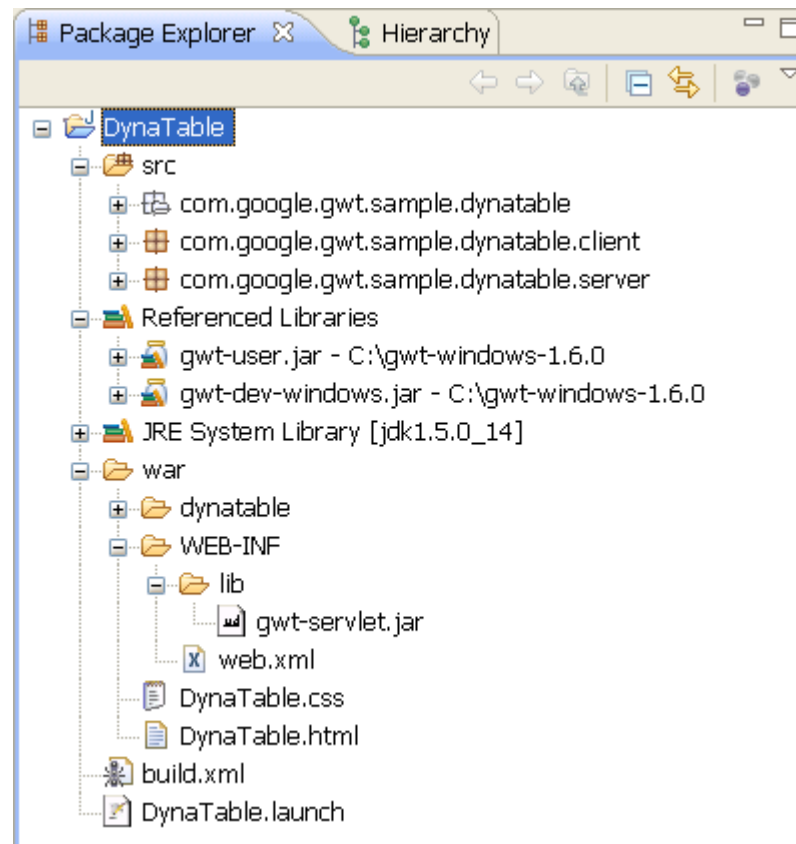 Package Explorer Hierarchy
DynaTable
src
com.google.gwt.sample.dynatable
com.google.gwt.sample.dynatable.client
com.google.gwt.sample.dynatable.server
Referenced Libraries
gwt-user.jar - C:\gwt-windows-1.6.0
gwt-dev-windows.jar - C:\gwt-windows-1.6.0
JRE System Library [jdk1.5.0_14]
war
dynatable
WEB-INF
lib
gwt-servlet.jar
web.xml
DynaTable.css
DynaTable.html
build.xml
DynaTable.launch